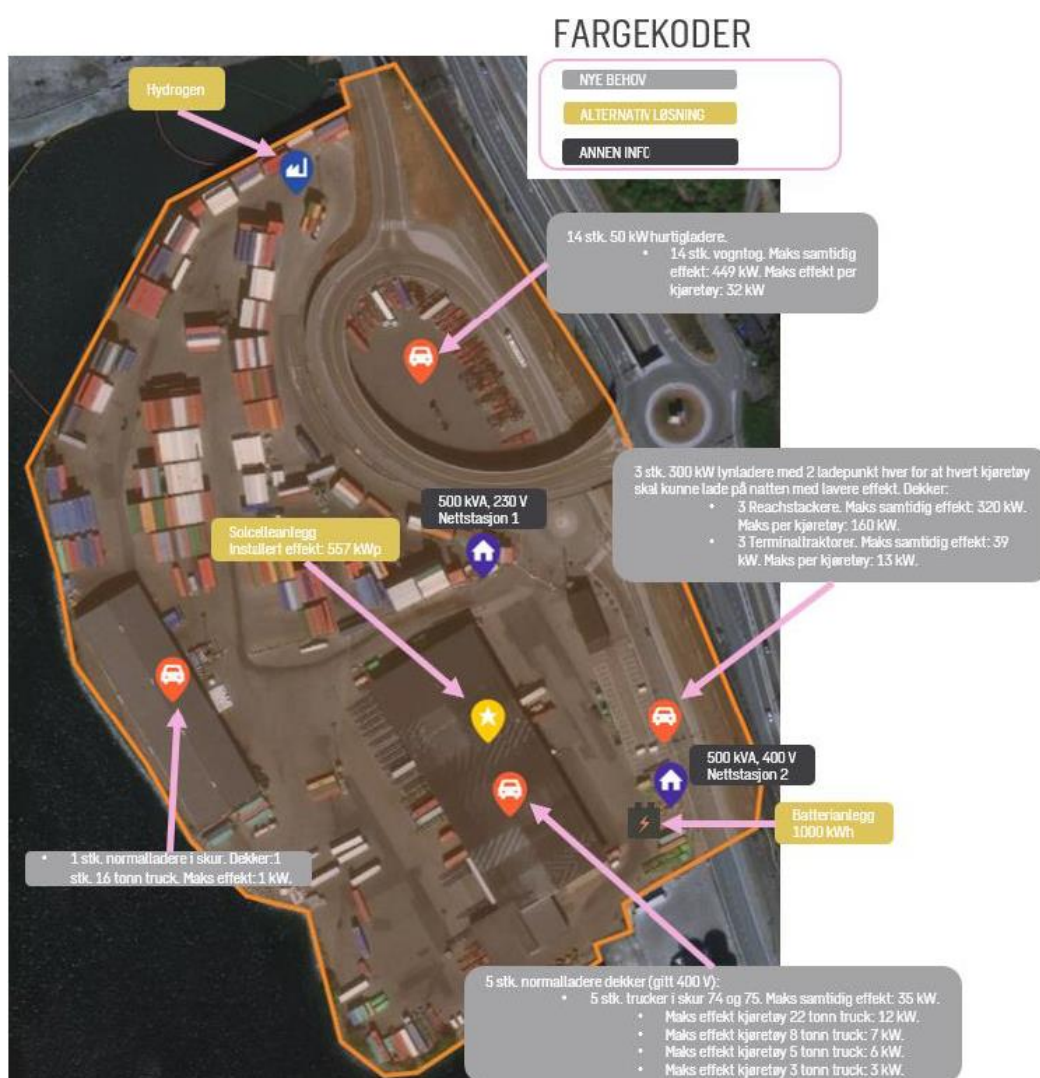 FARGEKODER
NYE BEHOV
ALTERNATIV LØSNING
ANNEN INFO
Hydrogen
14 stk. 50 kW hurtigladere.
• 14 stk. vogntog. Maks samtidig
effekt: 449 kW. Maks effekt per
kjøretøy: 32 kW
3 stk. 300 kW lynladere med 2 ladepunkt hver for at hvert kjøretøy
skal kunne lade på natten med lavere effekt. Dekker:
• 3 Reachstackere. Maks samtidig effekt: 320 kW.
Maks per kjøretøy: 160 kW.
• 3 Terminaltraktorer. Maks samtidig effekt: 39
kW. Maks per kjøretøy: 13 kW.
500 kVA, 230 V
Nettstasjon 1
Solcelleanlegg
Installert effekt: 557 kWp
500 kVA, 400 V
Nettstasjon 2
Batterianlegg
1000 kWh
• 1 stk. normalladere i skur. Dekker:1
stk. 16 tonn truck. Maks effekt: 1 kW.
5 stk. normalladere dekker (gitt 400 V):
• 5 stk. trucker i skur 74 og 75. Maks samtidig effekt: 35 kW.
• Maks effekt kjøretøy 22 tonn truck: 12 kW.
• Maks effekt kjøretøy 8 tonn truck: 7 kW.
• Maks effekt kjøretøy 5 tonn truck: 6 kW.
• Maks effekt kjøretøy 3 tonn truck: 3 kW.